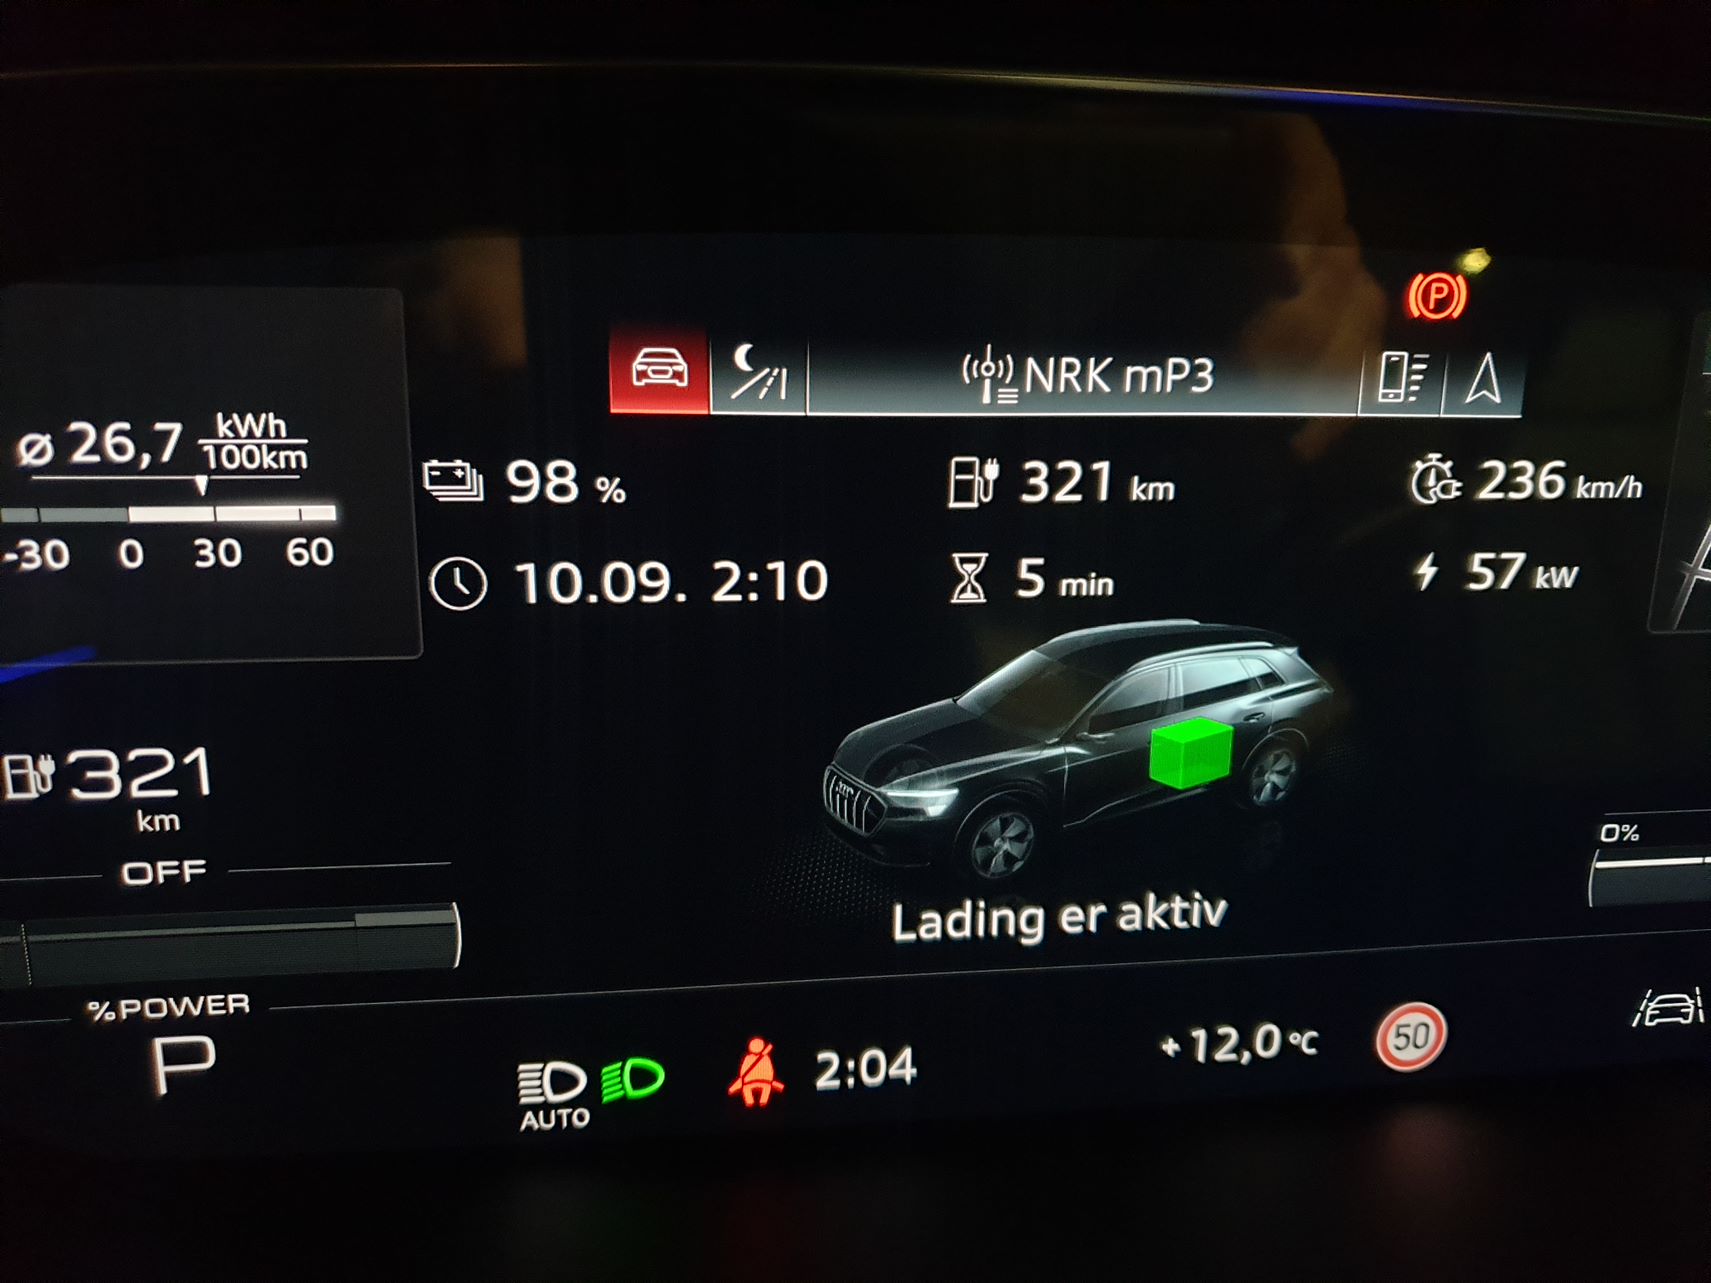 NRK mP3
ø 26,7 kWh/100km
-30 0 30 60
98 %
321 km
236 km/h
10.09. 2:10
5 min
57 kW
321
km
OFF
0%
Lading er aktiv
%POWER
P
AUTO
2:04
+12,0 °C
50
P